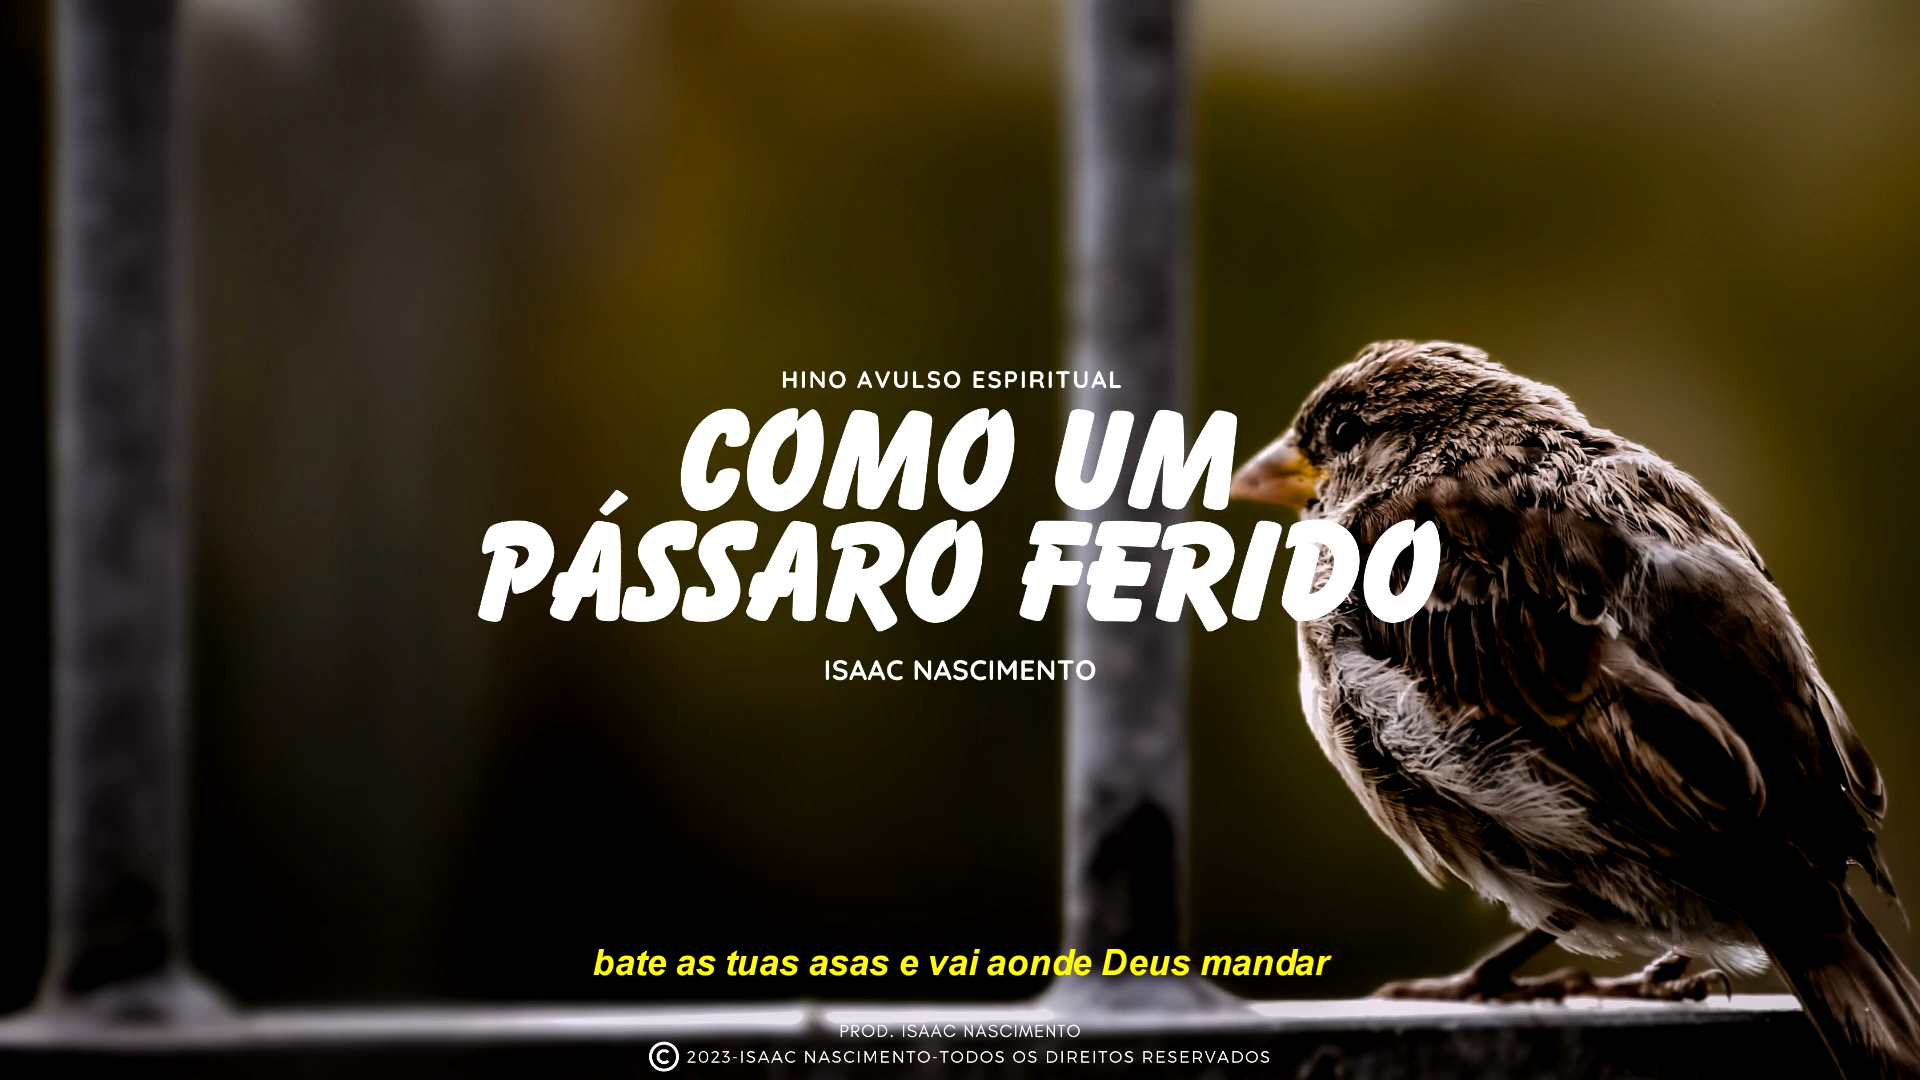 HINO AVULSO ESPIRITUAL
COMO UM
PÁSSARO FERIDO
ISAAC NASCIMENTO
bate as tuas asas e vai aonde Deus mandar
PROD. ISAAC NASCIMENTO
© 2023-ISAAC NASCIMENTO-TODOS OS DIREITOS RESERVADOS